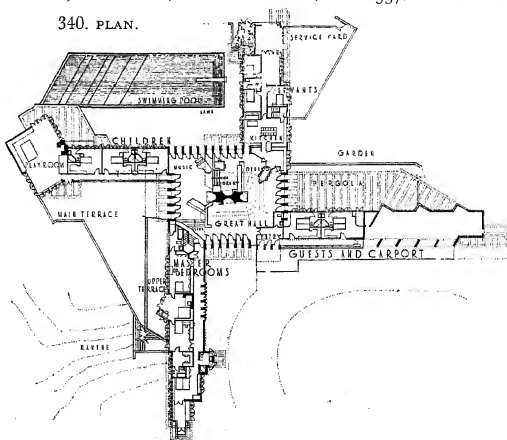 340. PLAN.
SERVICE YARD
SWIMMING POOL
LAWN
KITCHEN
CHILDREN
GARDEN
MUSIC
PLAY ROOM
PERGOLA
MAIN TERRACE
GREAT HALL
GUESTS AND CARPORT
MASTER
BEDROOMS
UPPER
TERRACE
RAVINE